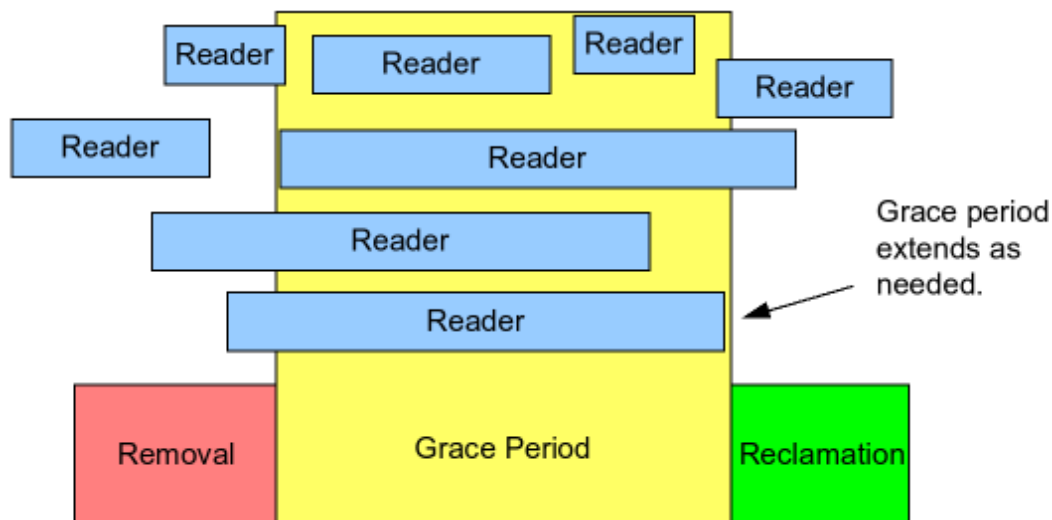 Reader
Reader
Reader
Reader
Reader
Reader
Reader
Reader
Grace period
extends as
needed.
Removal
Grace Period
Reclamation